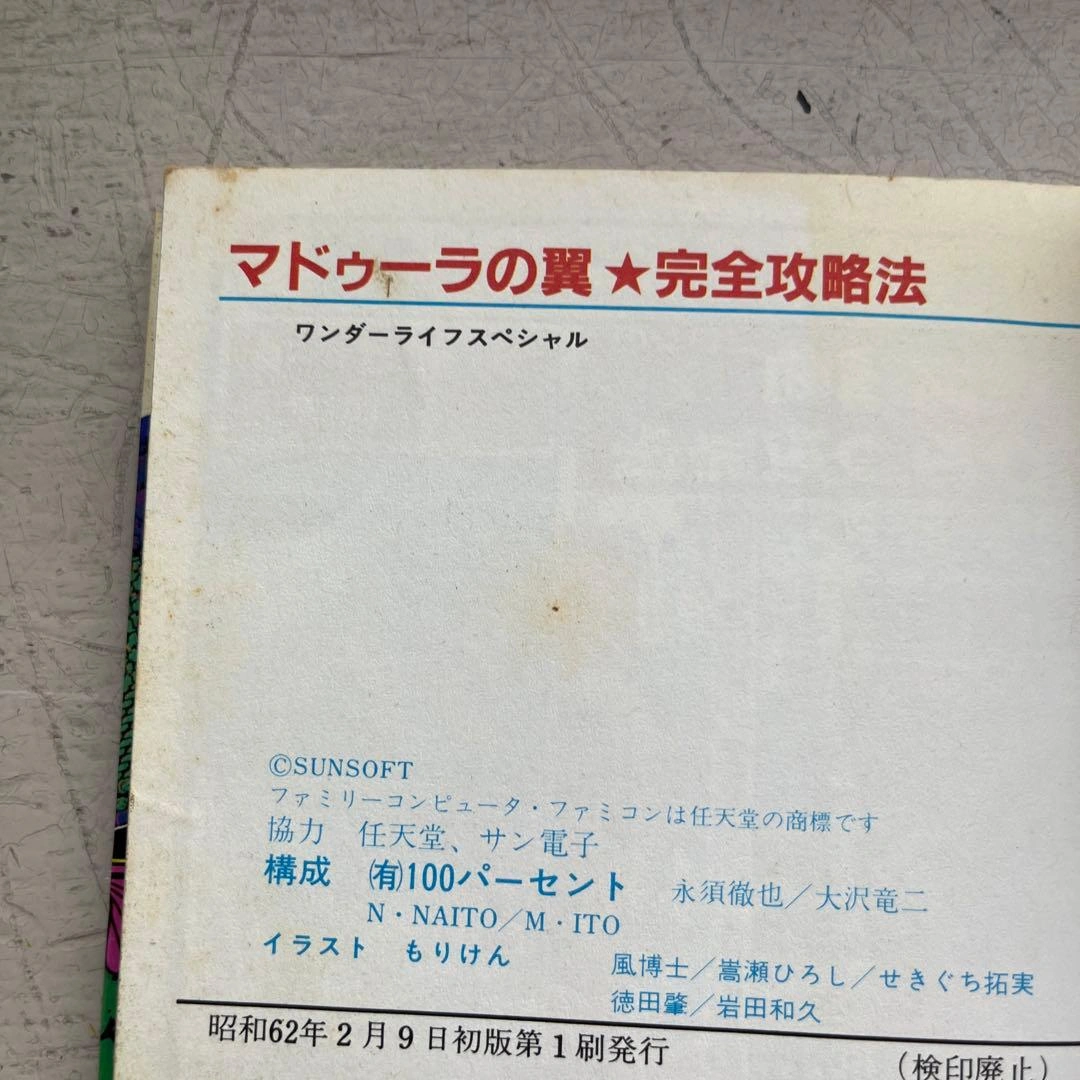 マドゥーラの翼★完全攻略法
ワンダーライフスペシャル
©SUNSOFT
ファミリーコンピュータ・ファミコンは任天堂の商標です
協力 任天堂、サン電子
構成 ㈲100パーセント 永須徹也／大沢竜二
N・NAITO／M・ITO
イラスト もりけん 風博士／嵩瀬ひろし／せきぐち拓実
徳田肇／岩田和久
昭和62年2月9日初版第1刷発行
（検印廃止）